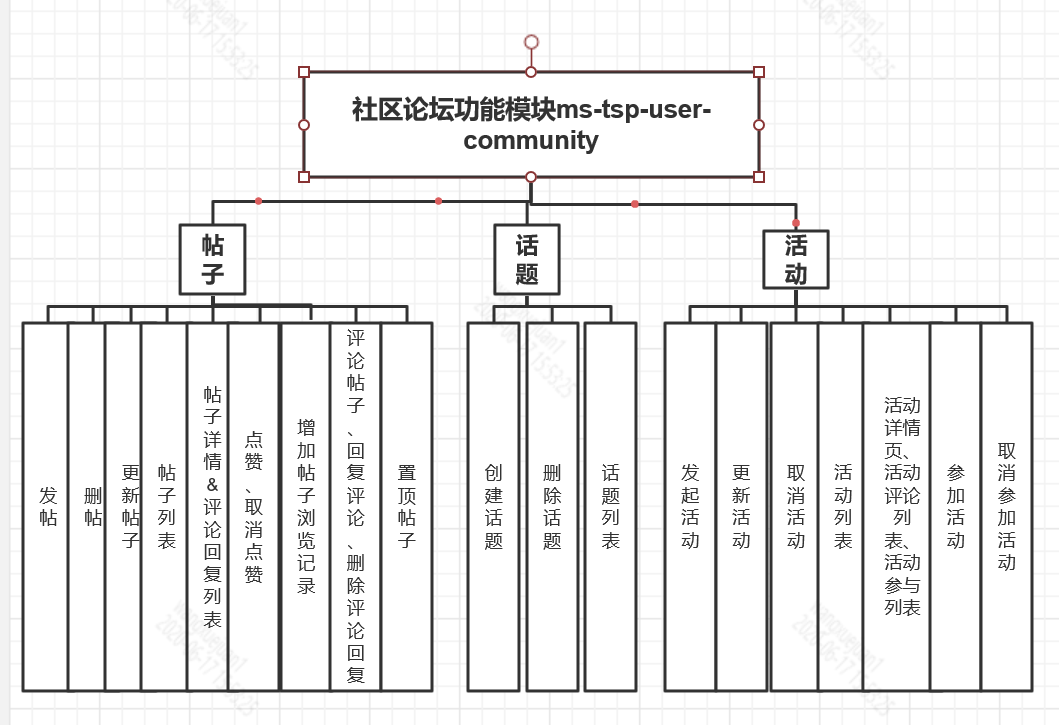 社区论坛功能模块ms-tsp-user-
community
帖
子
话
题
活
动
发帖
删帖
更新帖子
帖子列表
帖子详情&评论回复列表
点赞、取消点赞
增加帖子浏览记录
评论帖子、回复评论、删除评论回复
置顶帖子
创建话题
删除话题
话题列表
发起活动
更新活动
取消活动
活动列表
活动
详情
页、
活动
评论
列
表、
活动
参与
列表
参加活动
取消参加活动